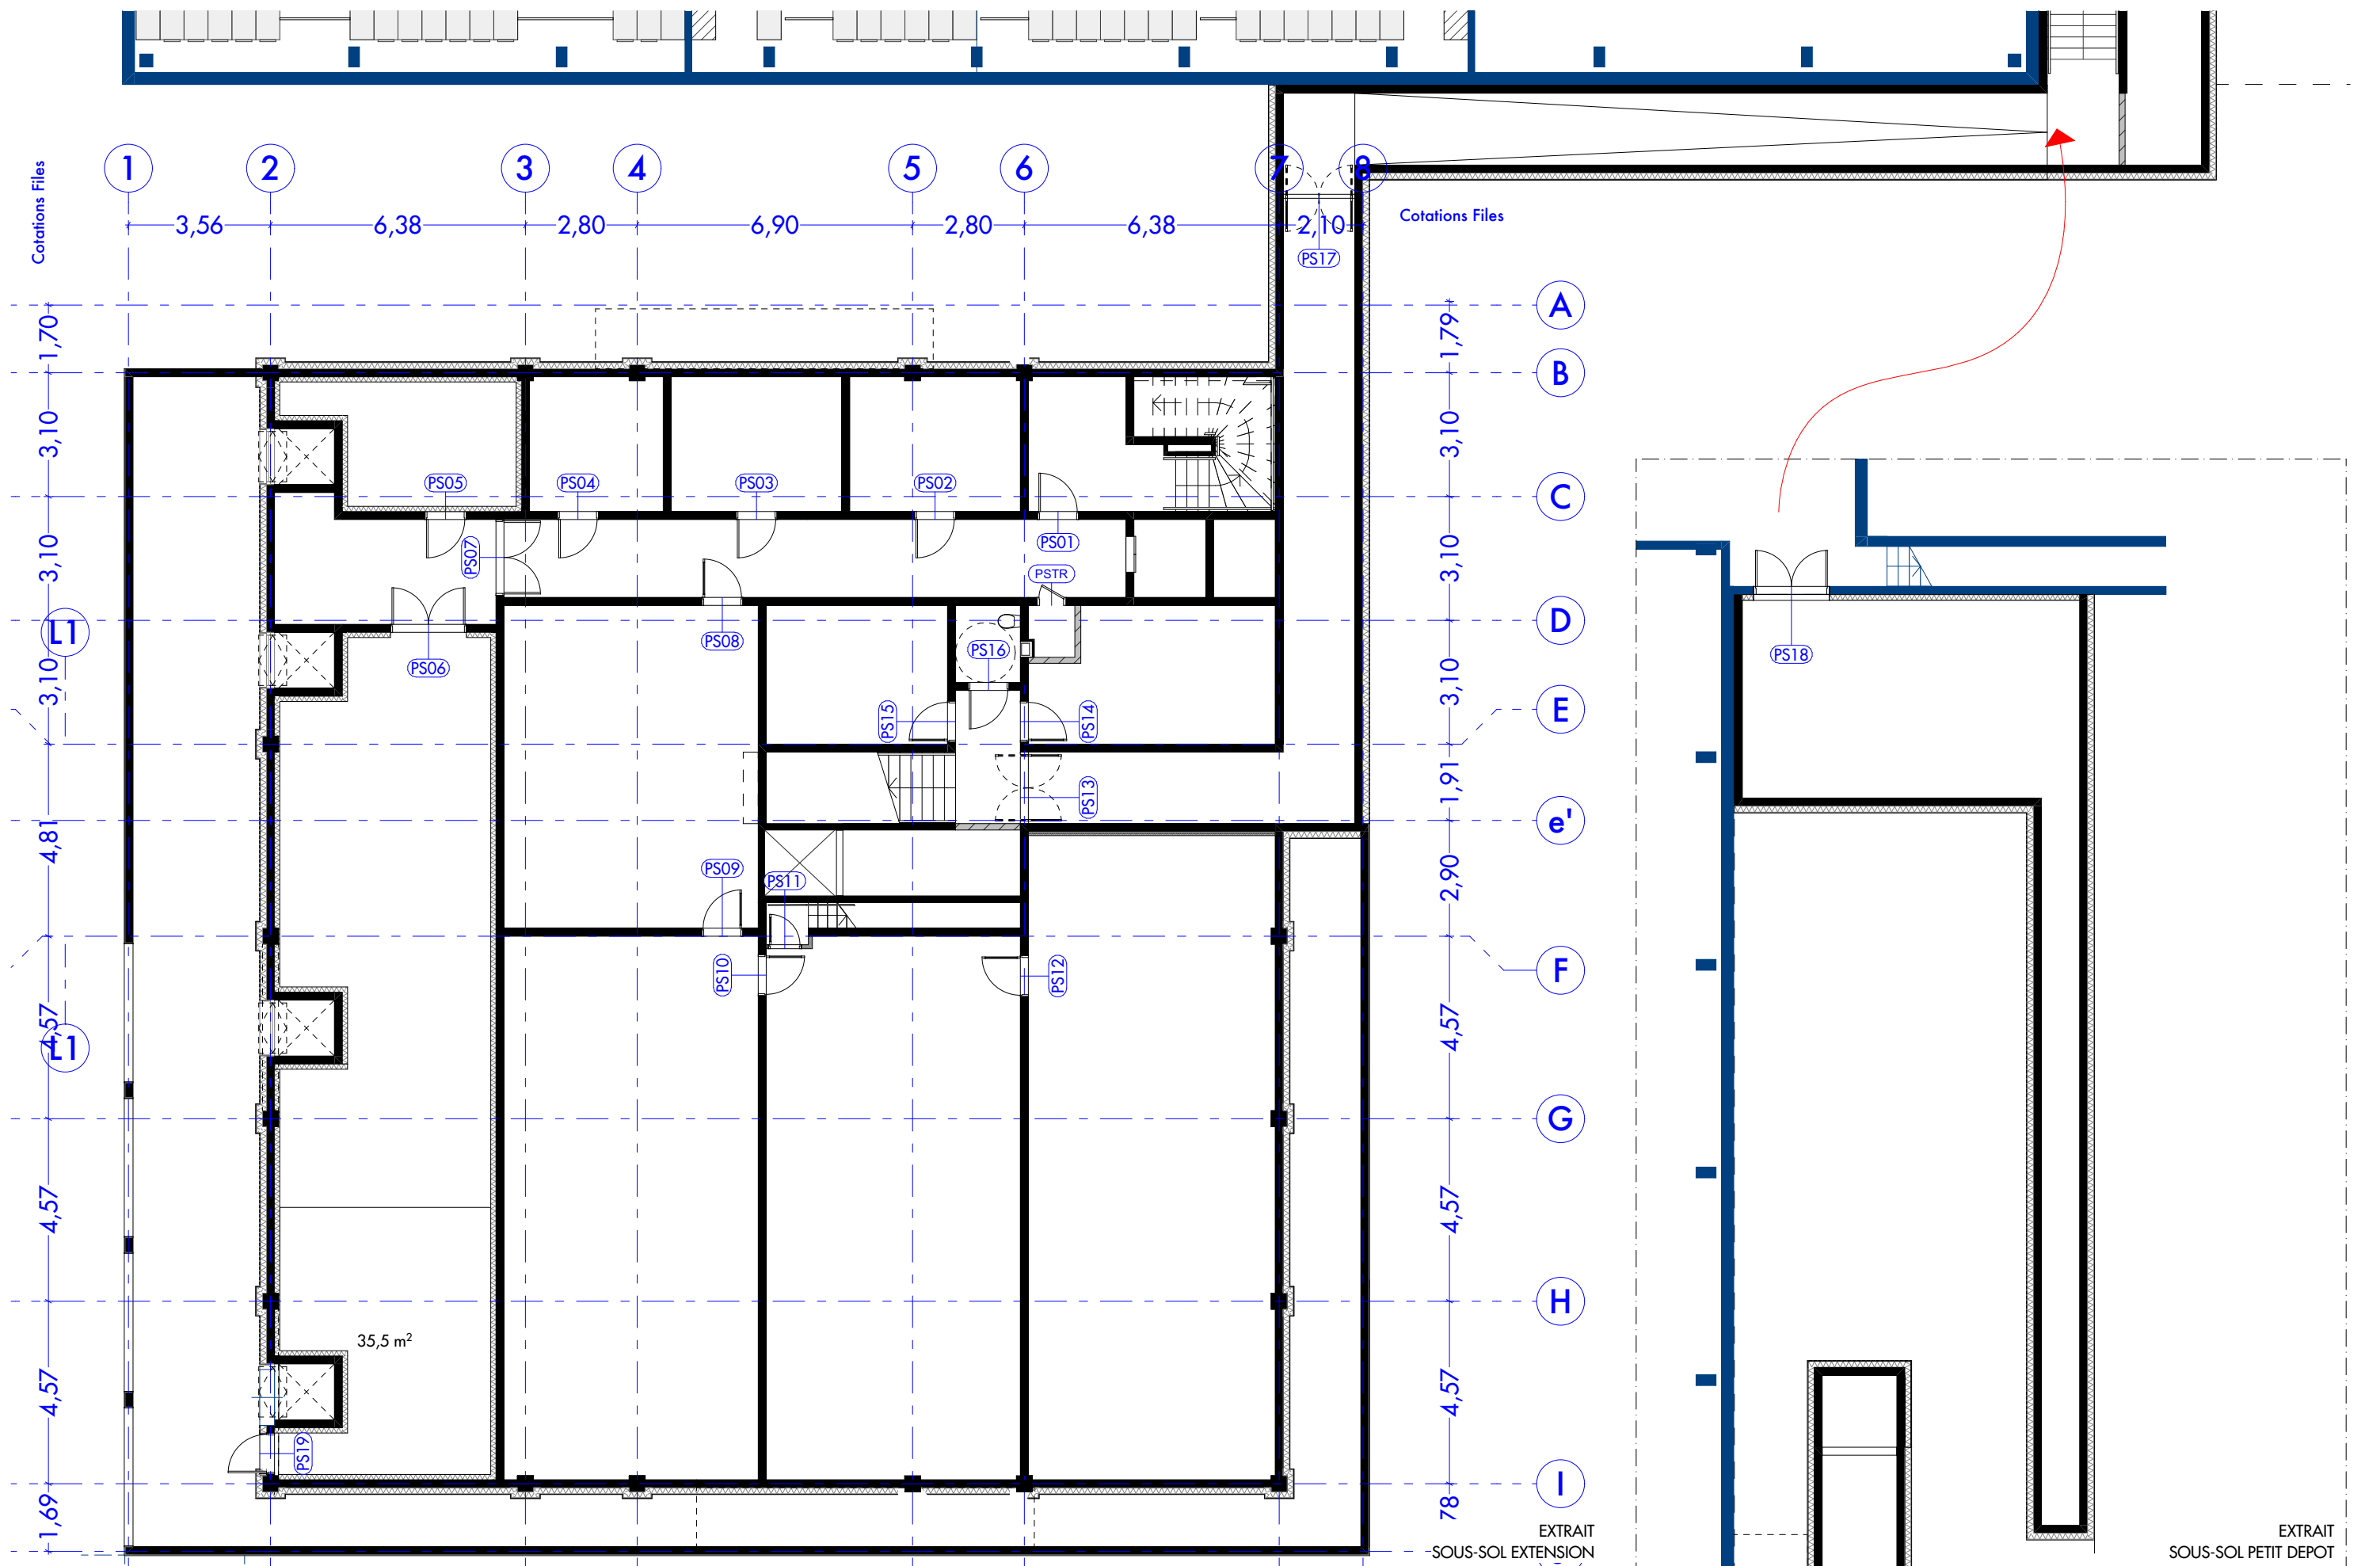 Cotations Files
1
2
3
4
5
6
7
8
3,56
6,38
2,80
6,90
2,80
6,38
2,10
Cotations Files
PS17
A
1,70
1,79
B
3,10
3,10
PS05
PS04
PS03
PS02
C
PS01
PS07
3,10
3,10
PSTR
L1
D
PS08
PS16
PS06
PS18
3,10
3,10
PS15
PS14
E
1,91
PS13
4,81
e'
PS09
PS11
2,90
PS10
PS12
F
4,57
4,57
L1
G
4,57
4,57
H
35,5 m²
4,57
4,57
PS19
I
1,69
78
EXTRAIT
SOUS-SOL EXTENSION
EXTRAIT
SOUS-SOL PETIT DEPOT